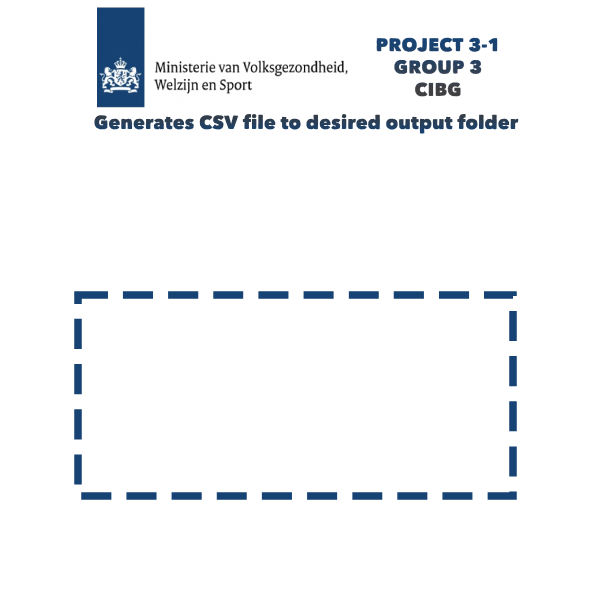 Ministerie van Volksgezondheid,
Welzijn en Sport
PROJECT 3-1
GROUP 3
CIBG
Generates CSV file to desired output folder